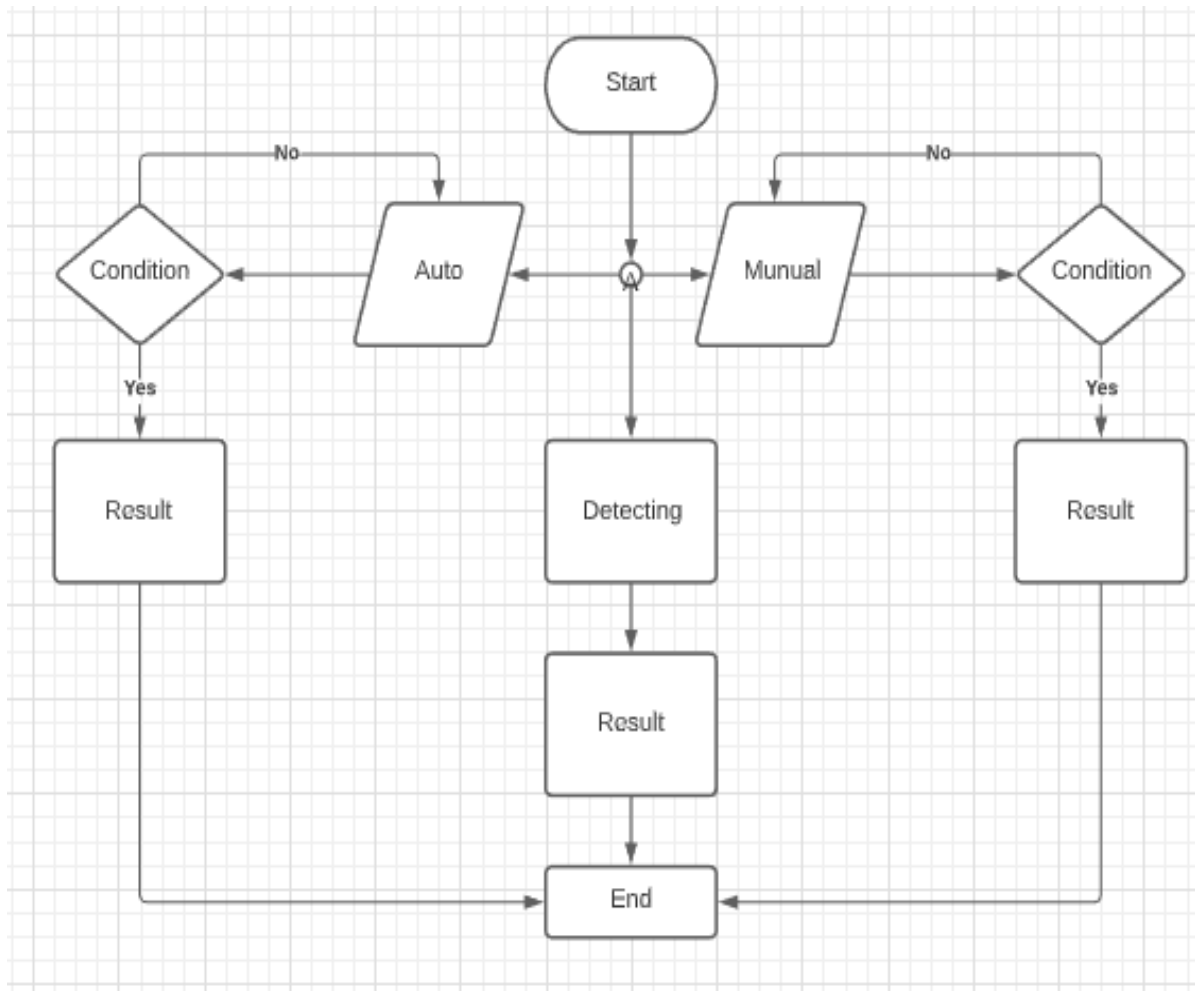 Start
No
No
Condition
Auto
A
Munual
Condition
Yes
Yes
Result
Detecting
Result
Result
End